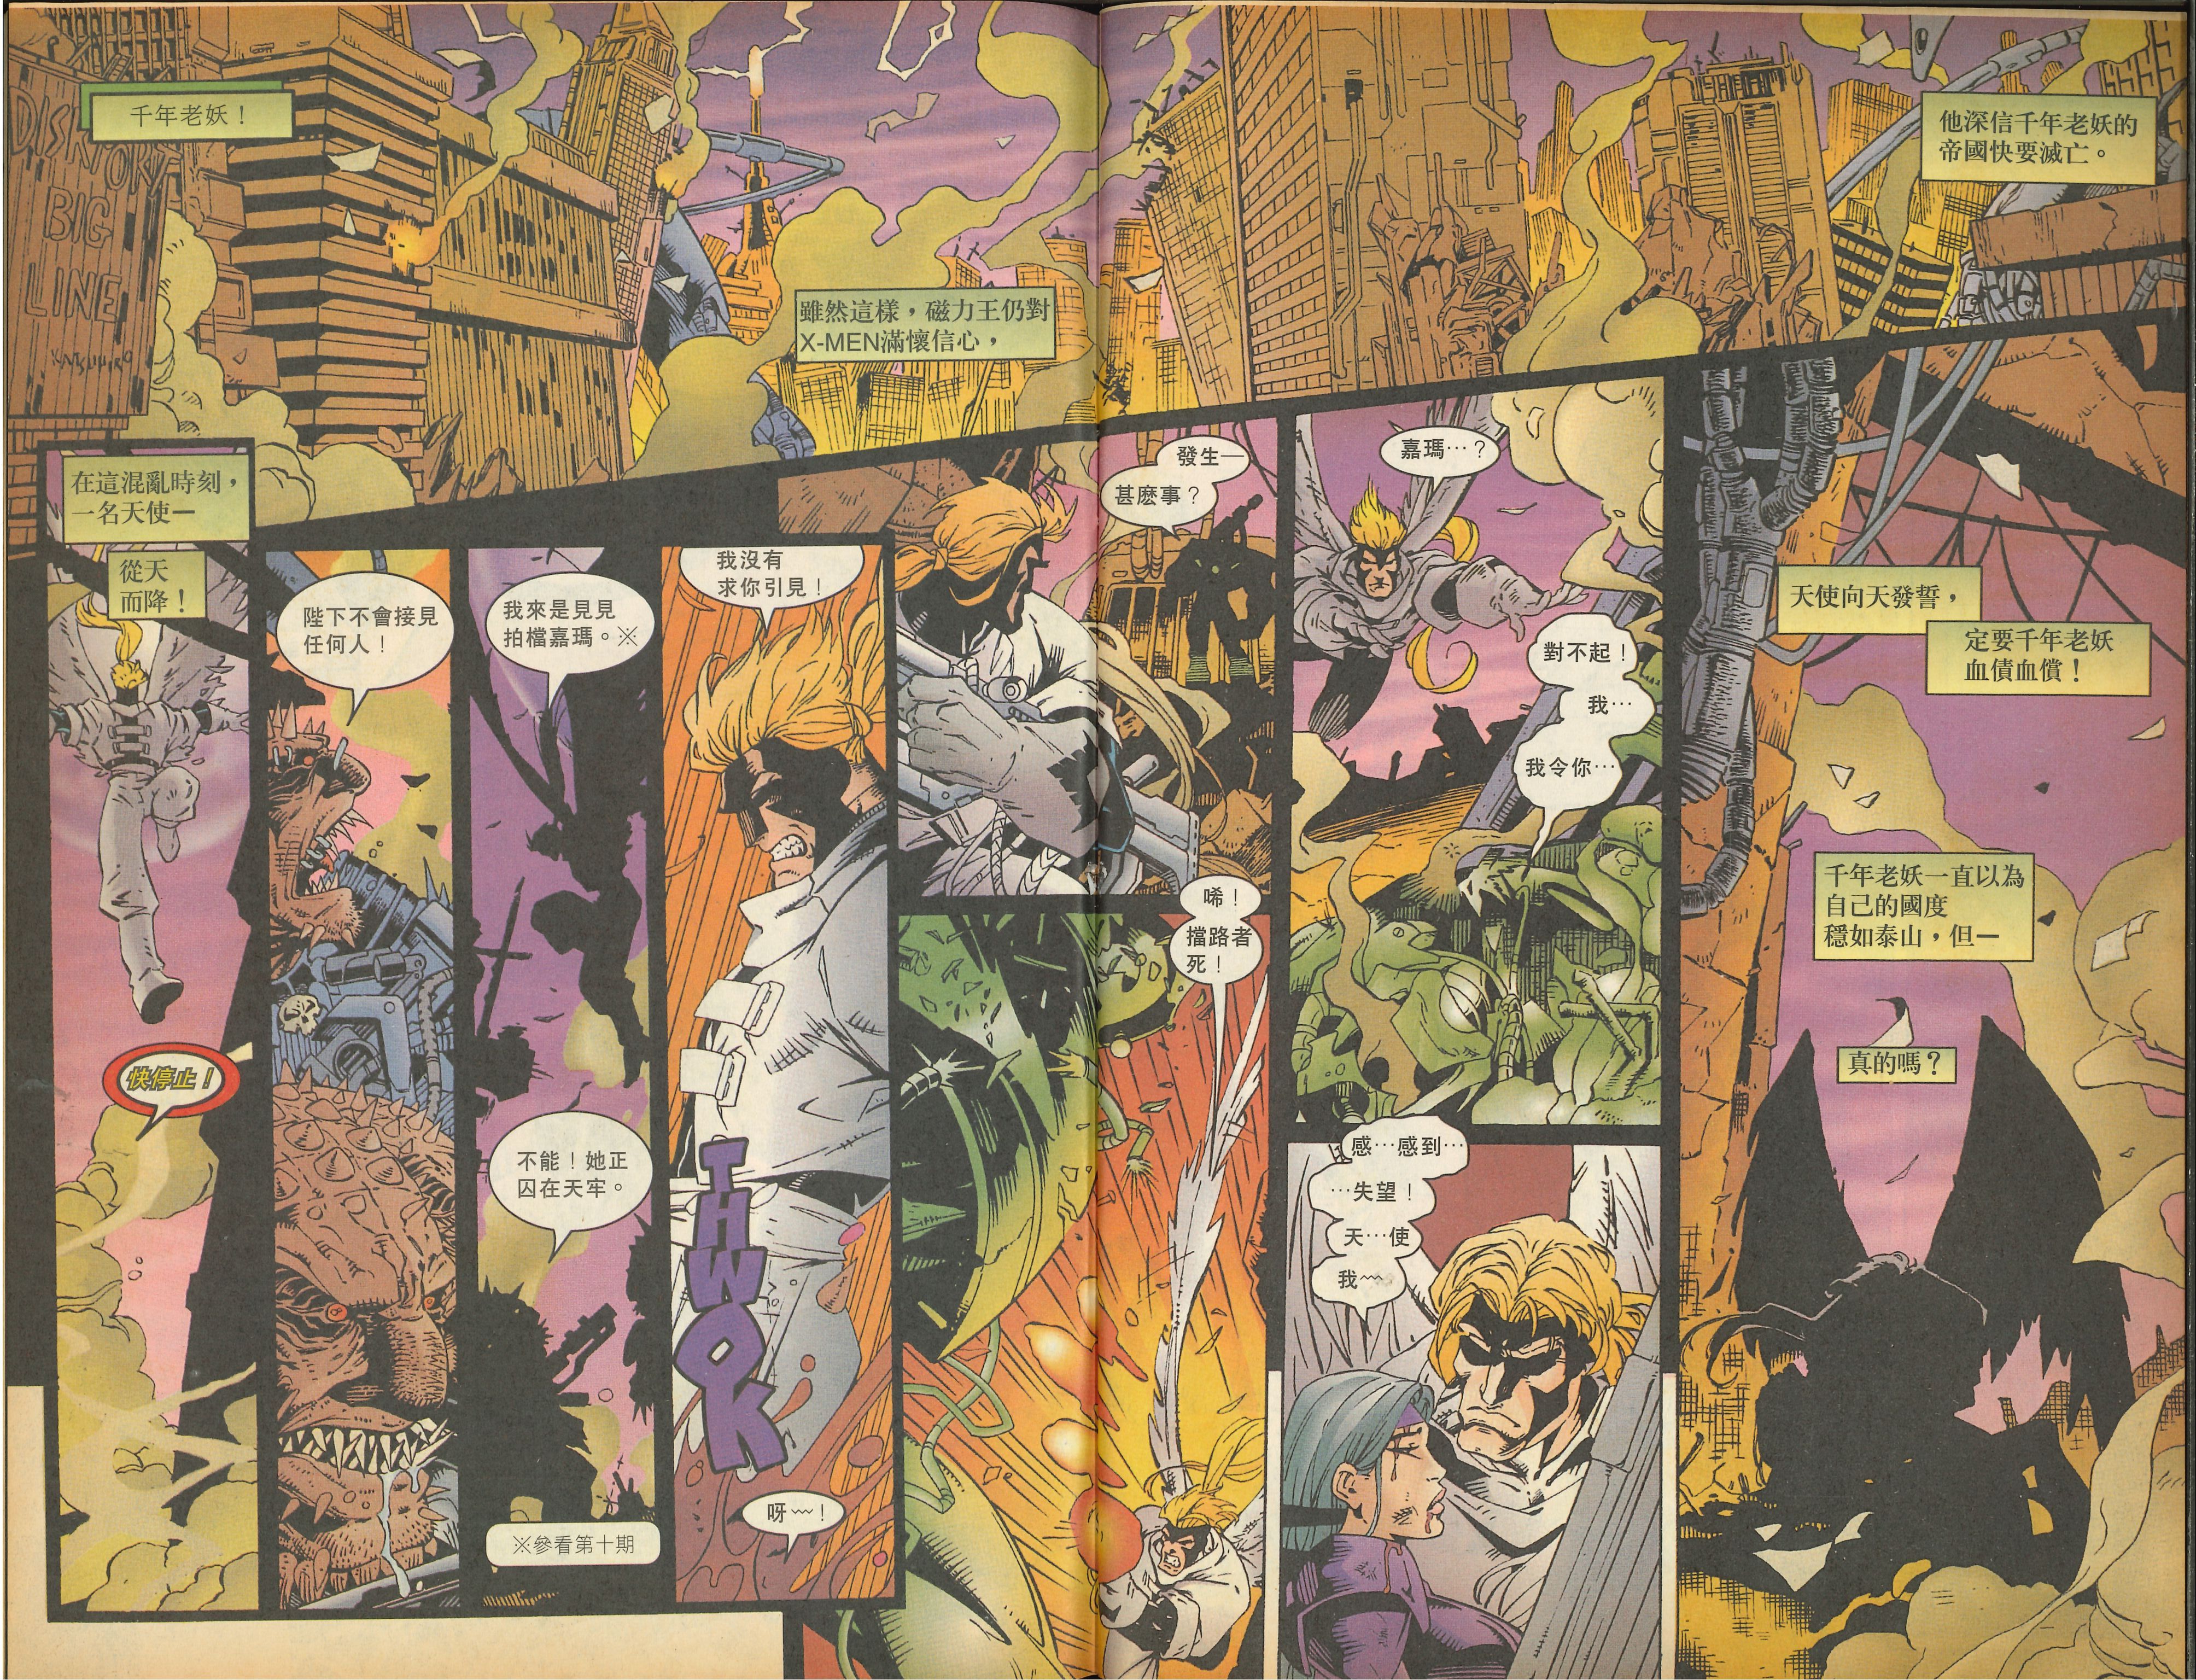 千年老妖！
BIG
LINE
雖然這樣，磁力王仍對
X-MEN滿懷信心，
他深信千年老妖的
帝國快要滅亡。
在這混亂時刻，
一名天使—
從天
而降！
快停止！
陛下不會接見
任何人！
我來是見見
拍檔嘉瑪。※
不能！她正
囚在天牢。
※參看第十期
我沒有
求你引見！
THWOK
呀～！
發生—
甚麽事？
唏！
擋路者
死！
嘉瑪…？
對不起！
我…
我令你…
感…感到…
…失望！
天…使
我～
天使向天發誓，
定要千年老妖
血債血償！
千年老妖一直以為
自己的國度
穩如泰山，但—
真的嗎？